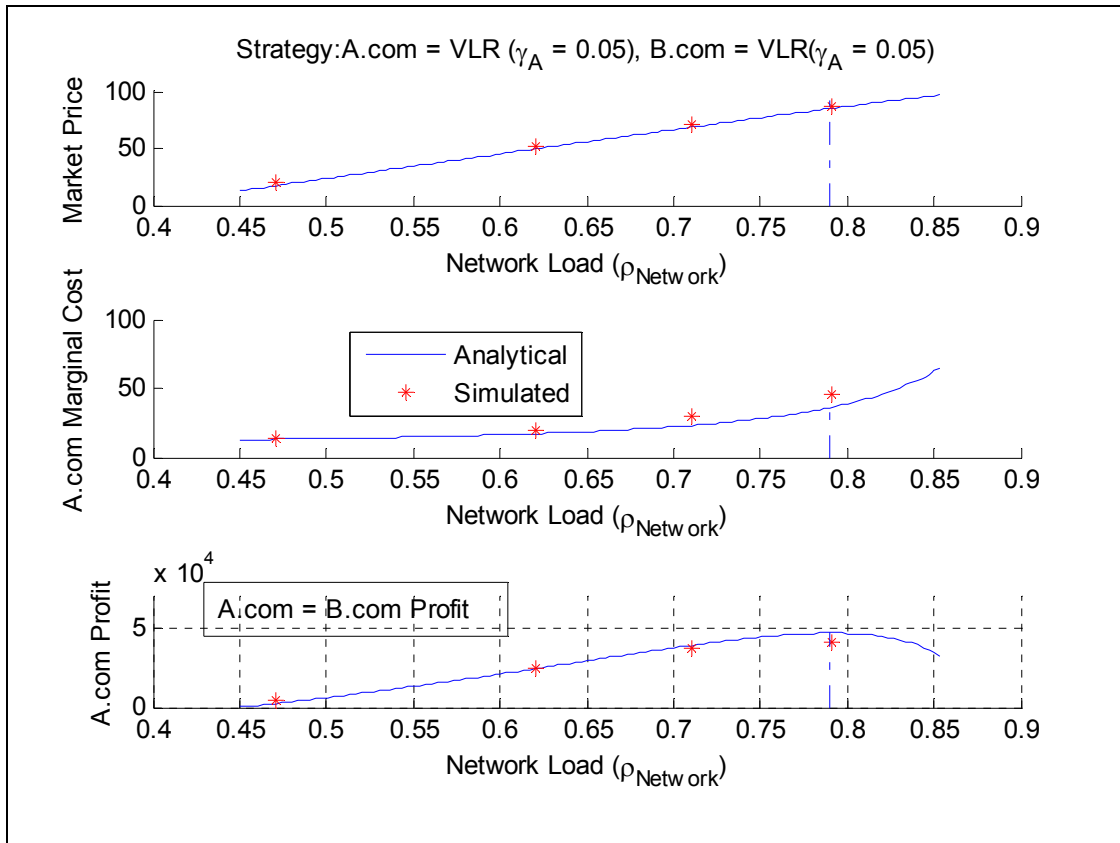 Strategy:A.com = VLR (γA = 0.05), B.com = VLR(γA = 0.05)
Market Price
100
50
0
0.4 0.45 0.5 0.55 0.6 0.65 0.7 0.75 0.8 0.85 0.9
Network Load (ρNetwork)
A.com Marginal Cost
100
50
0
Analytical
Simulated
0.4 0.45 0.5 0.55 0.6 0.65 0.7 0.75 0.8 0.85 0.9
Network Load (ρNetwork)
x 10^4
A.com Profit
5
0
A.com = B.com Profit
0.4 0.45 0.5 0.55 0.6 0.65 0.7 0.75 0.8 0.85 0.9
Network Load (ρNetwork)